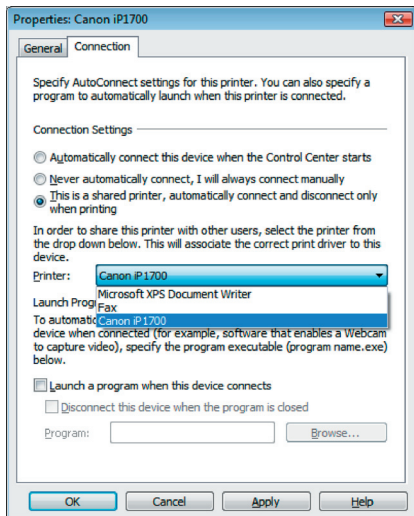 Properties: Canon iP1700
General Connection
Specify AutoConnect settings for this printer. You can also specify a
program to automatically launch when this printer is connected.
Connection Settings
Automatically connect this device when the Control Center starts
Never automatically connect, I will always connect manually
This is a shared printer, automatically connect and disconnect only
when printing
In order to share this printer with other users, select the printer from
the drop down below. This will associate the correct print driver to this
device.
Printer: Canon iP1700
Microsoft XPS Document Writer
Launch Prog
Fax
To automatic
Canon iP1700
device when connected (for example, software that enables a Webcam
to capture video), specify the program executable (program name.exe)
below.
Launch a program when this device connects
Disconnect this device when the program is closed
Program: Browse...
OK Cancel Apply Help